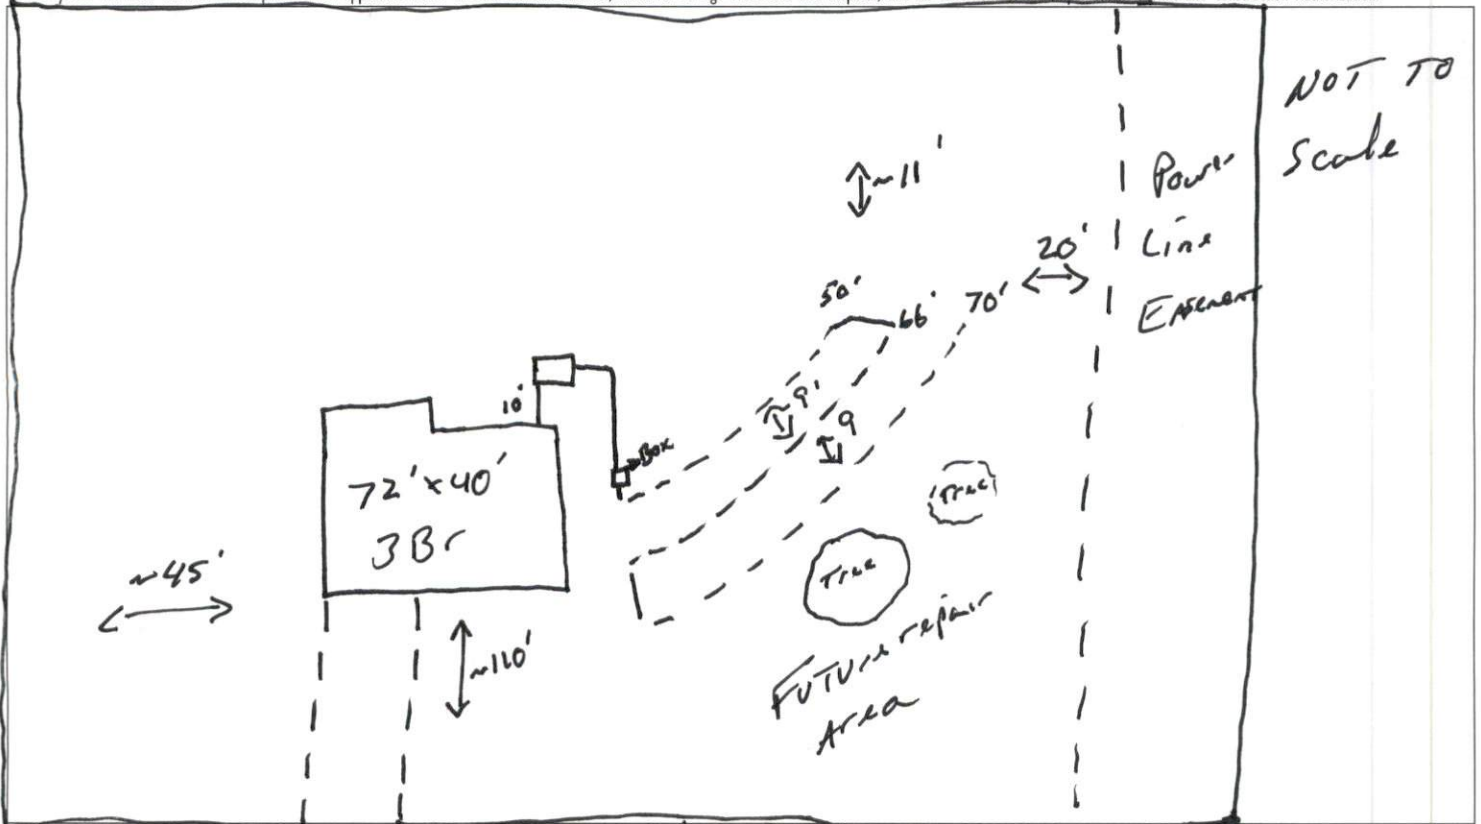 NOT TO
Scale
~11'
Power
Line
Easement
20'
50'
66'
70'
10'
9'
9
Box
72'x40'
3Br
Tree
Tree
~45'
~110'
Future repair
Area